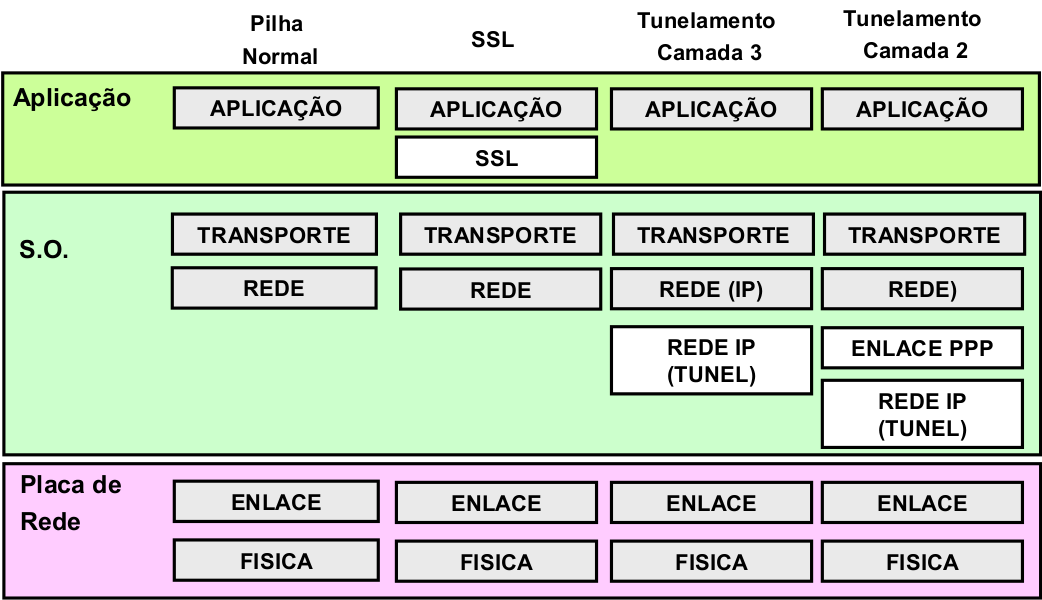 Pilha
Normal
SSL
Tunelamento
Camada 3
Tunelamento
Camada 2
Aplicação
APLICAÇÃO
APLICAÇÃO
APLICAÇÃO
APLICAÇÃO
SSL
S.O.
TRANSPORTE
TRANSPORTE
TRANSPORTE
TRANSPORTE
REDE
REDE
REDE (IP)
REDE)
REDE IP
(TUNEL)
ENLACE PPP
REDE IP
(TUNEL)
Placa de
Rede
ENLACE
ENLACE
ENLACE
ENLACE
FISICA
FISICA
FISICA
FISICA